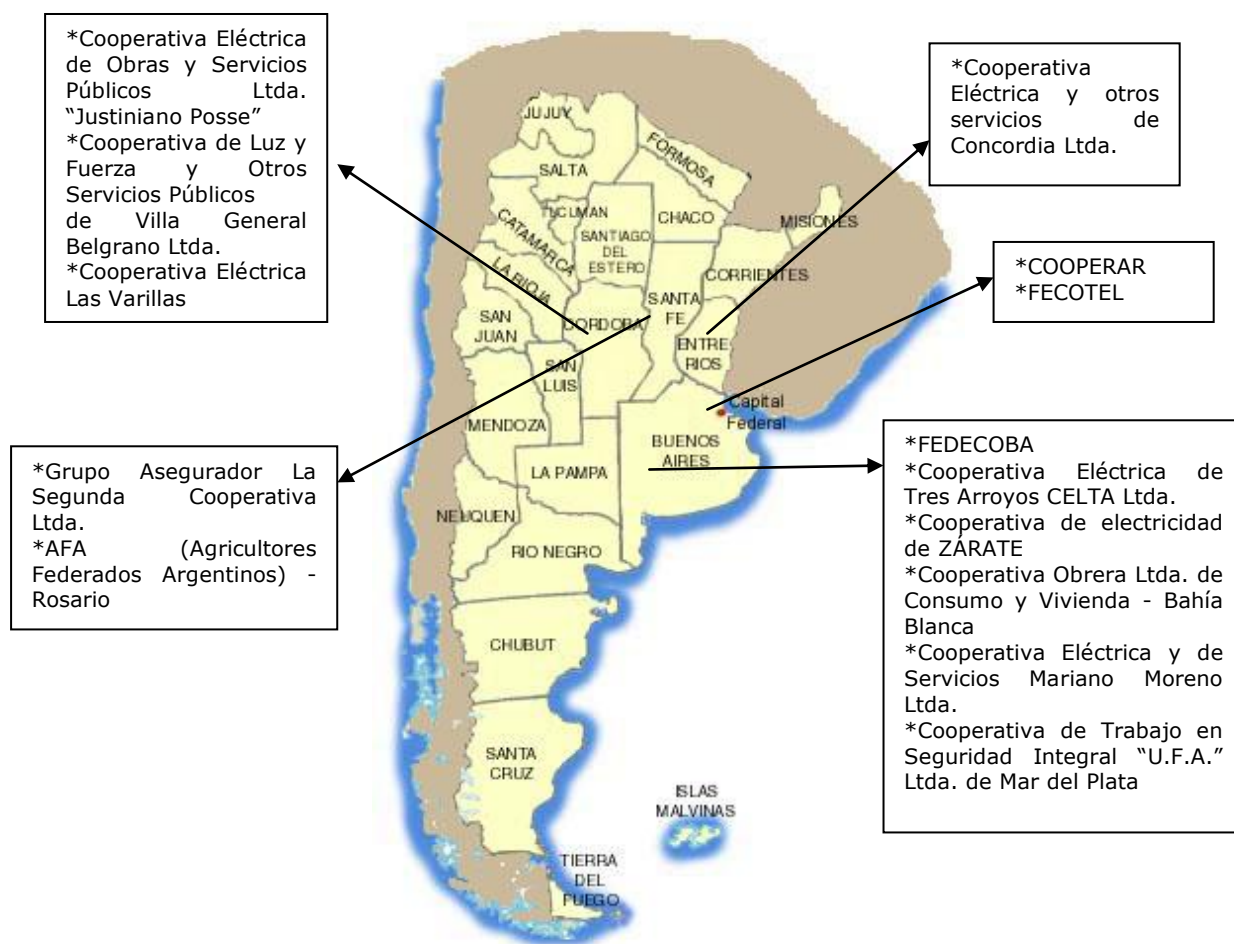 *Cooperativa Eléctrica
de Obras y Servicios
Públicos Ltda.
“Justiniano Posse”
*Cooperativa de Luz y
Fuerza y Otros
Servicios Públicos
de Villa General
Belgrano Ltda.
*Cooperativa Eléctrica
Las Varillas
*Cooperativa
Eléctrica y otros
servicios de
Concordia Ltda.
*COOPERAR
*FECOTEL
*Grupo Asegurador La
Segunda Cooperativa
Ltda.
*AFA (Agricultores
Federados Argentinos) -
Rosario
*FEDECOBA
*Cooperativa Eléctrica de
Tres Arroyos CELTA Ltda.
*Cooperativa de electricidad
de ZÁRATE
*Cooperativa Obrera Ltda. de
Consumo y Vivienda - Bahía
Blanca
*Cooperativa Eléctrica y de
Servicios Mariano Moreno
Ltda.
*Cooperativa de Trabajo en
Seguridad Integral “U.F.A.”
Ltda. de Mar del Plata
JUJUY
FORMOSA
SALTA
TUCUMAN
CHACO
MISIONES
CATAMARCA
SANTIAGO
DEL
ESTERO
CORRIENTES
LA RIOJA
SANTA
FE
SAN
JUAN
CORDOBA
ENTRE
RIOS
SAN
LUIS
Capital
Federal
MENDOZA
BUENOS
AIRES
LA PAMPA
NEUQUEN
RIO NEGRO
CHUBUT
SANTA
CRUZ
ISLAS
MALVINAS
TIERRA
DEL
FUEGO